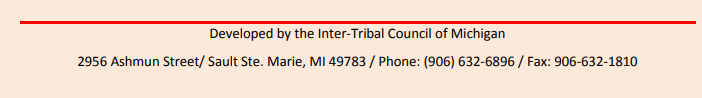 Developed by the Inter-Tribal Council of Michigan
2956 Ashmun Street/ Sault Ste. Marie, MI 49783 / Phone: (906) 632-6896 / Fax: 906-632-1810